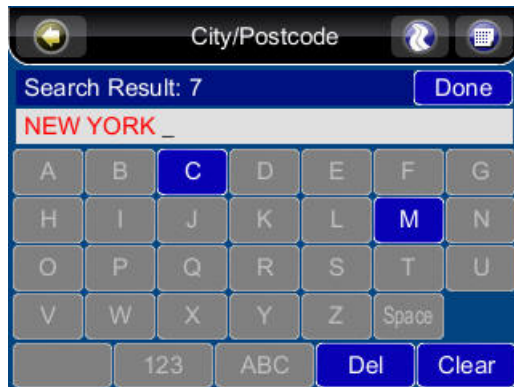 City/Postcode
Search Result: 7 Done
NEW YORK _
A B C D E F G
H I J K L M N
O P Q R S T U
V W X Y Z Space
123 ABC Del Clear